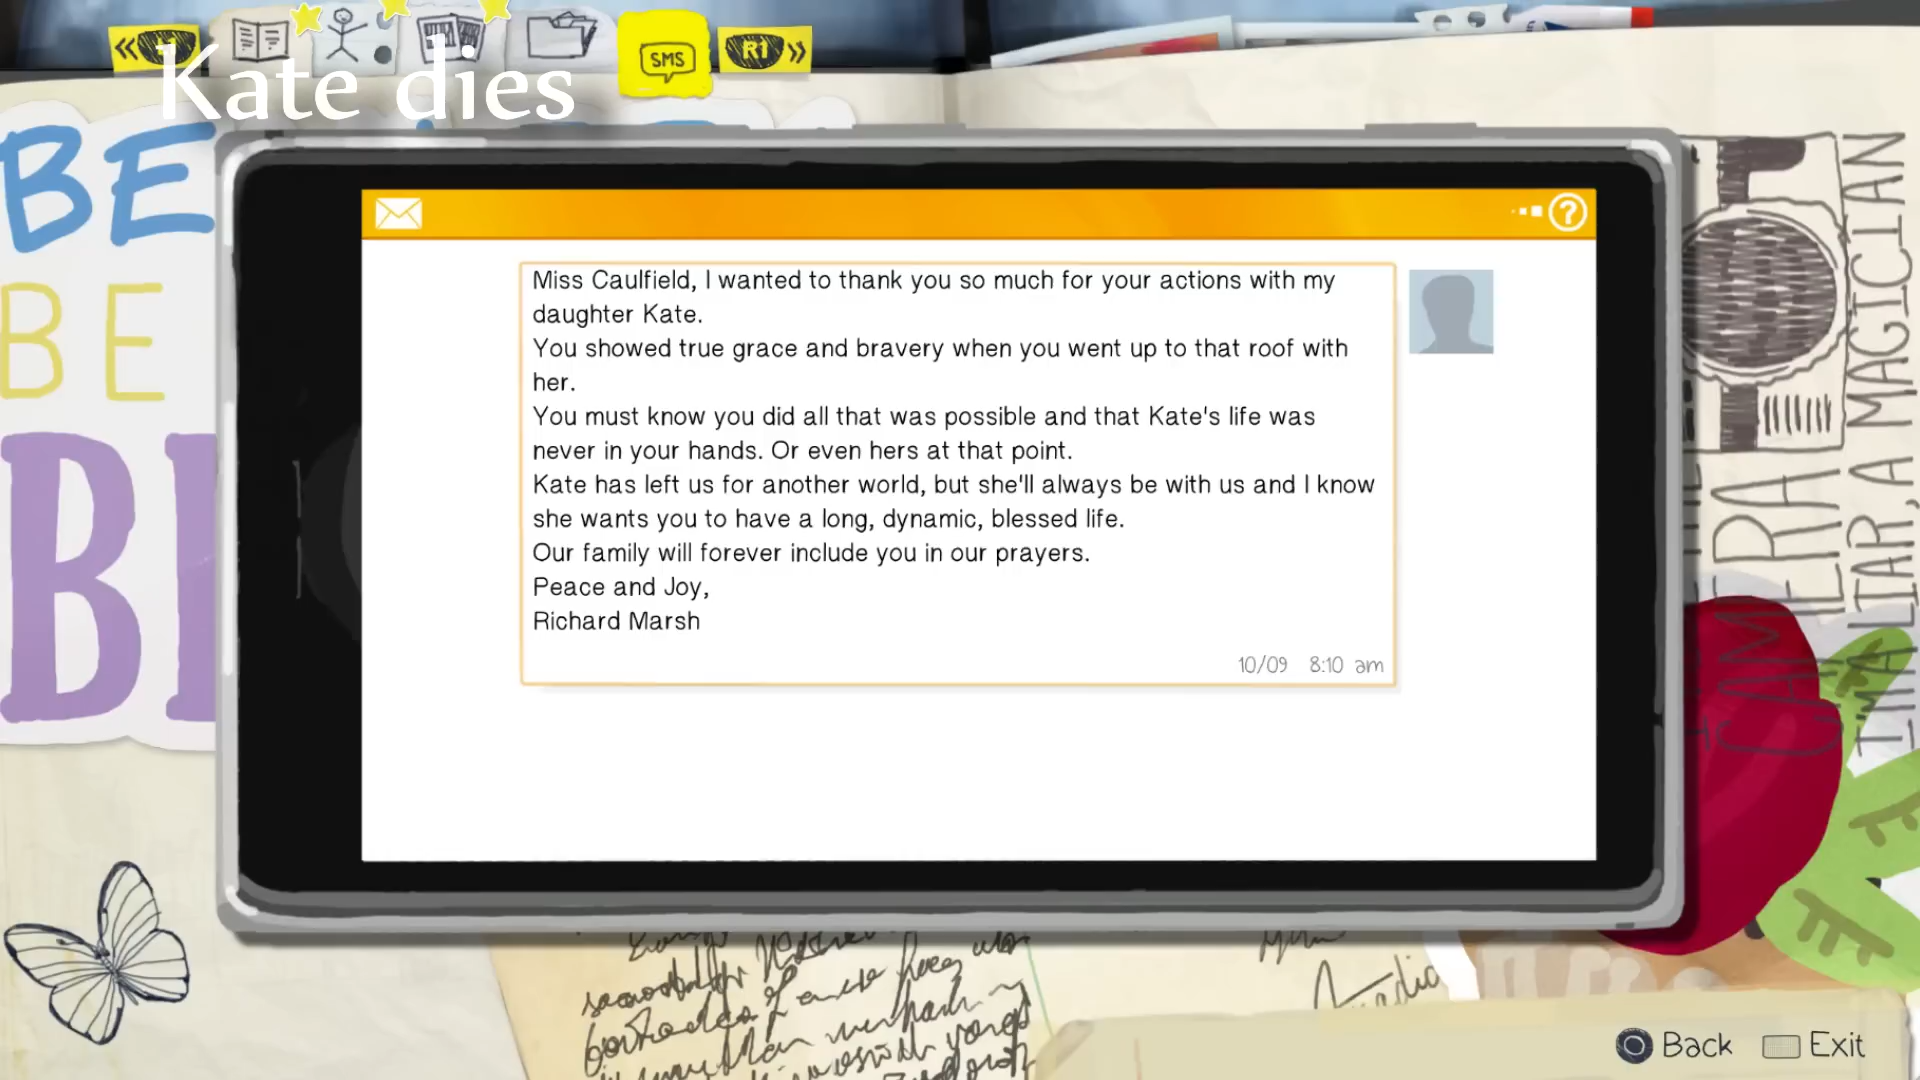 SMS
R1
Kate dies
BE
BE
Miss Caulfield, I wanted to thank you so much for your actions with my
daughter Kate.
You showed true grace and bravery when you went up to that roof with
her.
You must know you did all that was possible and that Kate's life was
never in your hands. Or even hers at that point.
Kate has left us for another world, but she'll always be with us and I know
she wants you to have a long, dynamic, blessed life.
Our family will forever include you in our prayers.
Peace and Joy,
Richard Marsh
10/09 8:10 am
CAMERA
I'M A LIAR, A MAGICIAN
Back
Exit